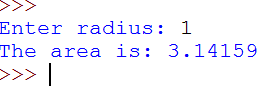 >>>
Enter radius: 1
The area is: 3.14159
>>>